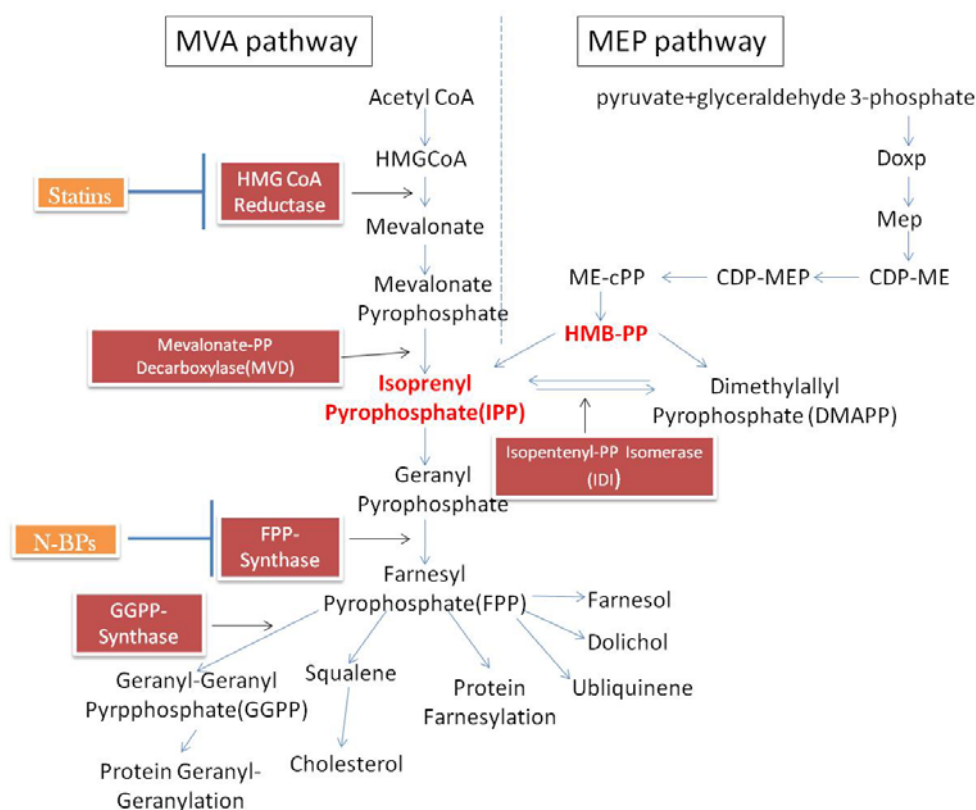 MVA pathway
MEP pathway
Acetyl CoA
pyruvate+glyceraldehyde 3-phosphate
HMGCoA
Doxp
Statins
HMG CoA
Reductase
Mevalonate
Mep
Mevalonate
Pyrophosphate
ME-cPP
CDP-MEP
CDP-ME
HMB-PP
Mevalonate-PP
Decarboxylase(MVD)
Isoprenyl
Pyrophosphate(IPP)
Dimethylallyl
Pyrophosphate (DMAPP)
Isopentenyl-PP Isomerase
(IDI)
Geranyl
Pyrophosphate
N-BPs
FPP-
Synthase
Farnesyl
Pyrophosphate(FPP)
Farnesol
GGPP-
Synthase
Dolichol
Geranyl-Geranyl
Pyrpphosphate(GGPP)
Squalene
Protein
Farnesylation
Ubliquinene
Protein Geranyl-
Geranylation
Cholesterol